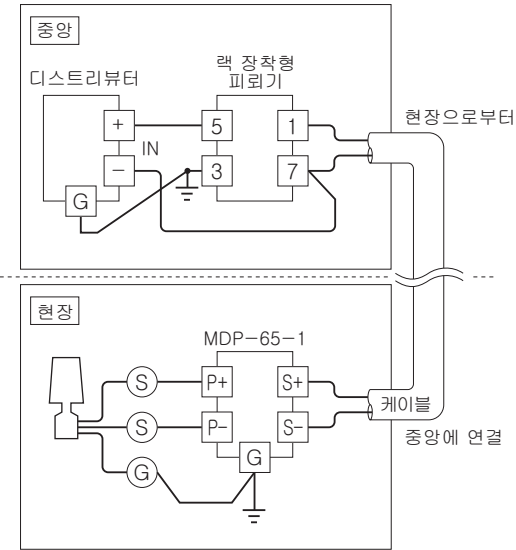 중앙
디스트리뷰터
랙 장착형
피뢰기
현장으로부터
+
5
1
IN
−
3
7
G
현장
MDP−65−1
S
P+
S+
케이블
S
P−
S−
중앙에 연결
G
G